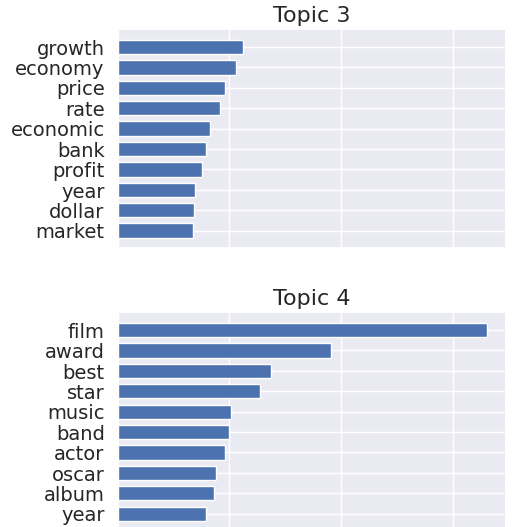 Topic 3
growth
economy
price
rate
economic
bank
profit
year
dollar
market
Topic 4
film
award
best
star
music
band
actor
oscar
album
year